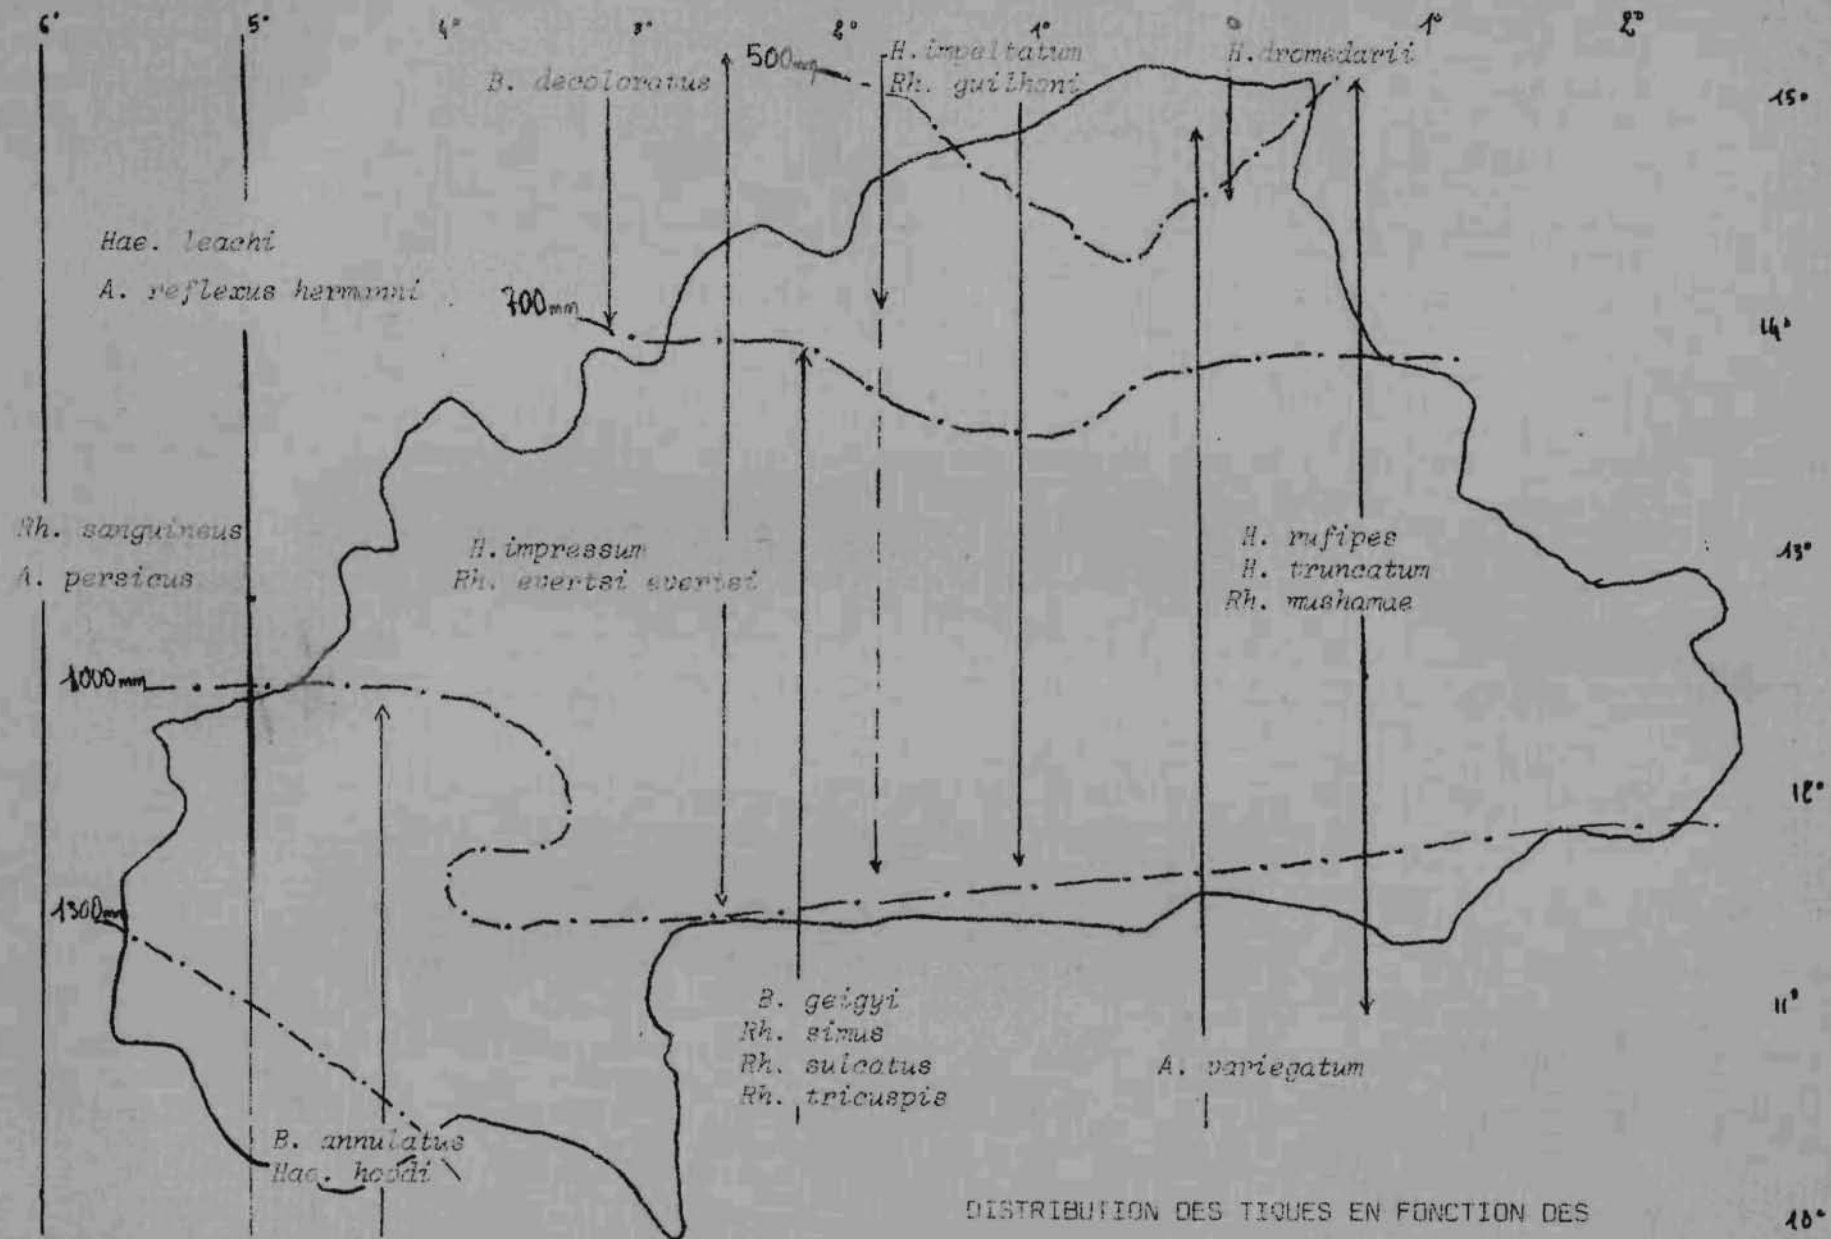 6° 5° 4° 3° 2° 1° 0 1° 2°
500mm
H. impeltatum
Rh. guilhoni
H. dromedarii
B. decoloratus
15°
Hae. leachi
A. reflexus hermanni
700mm
14°
Rh. sanguineus
A. persicus
H. impressum
Rh. evertsi evertsi
H. rufipes
H. truncatum
Rh. mushamae
13°
1000mm
12°
1300mm
B. geigyi
Rh. simus
Rh. sulcatus
Rh. tricuspis
11°
A. variegatum
B. annulatus
Hae. hoodi
DISTRIBUTION DES TIQUES EN FONCTION DES
10°